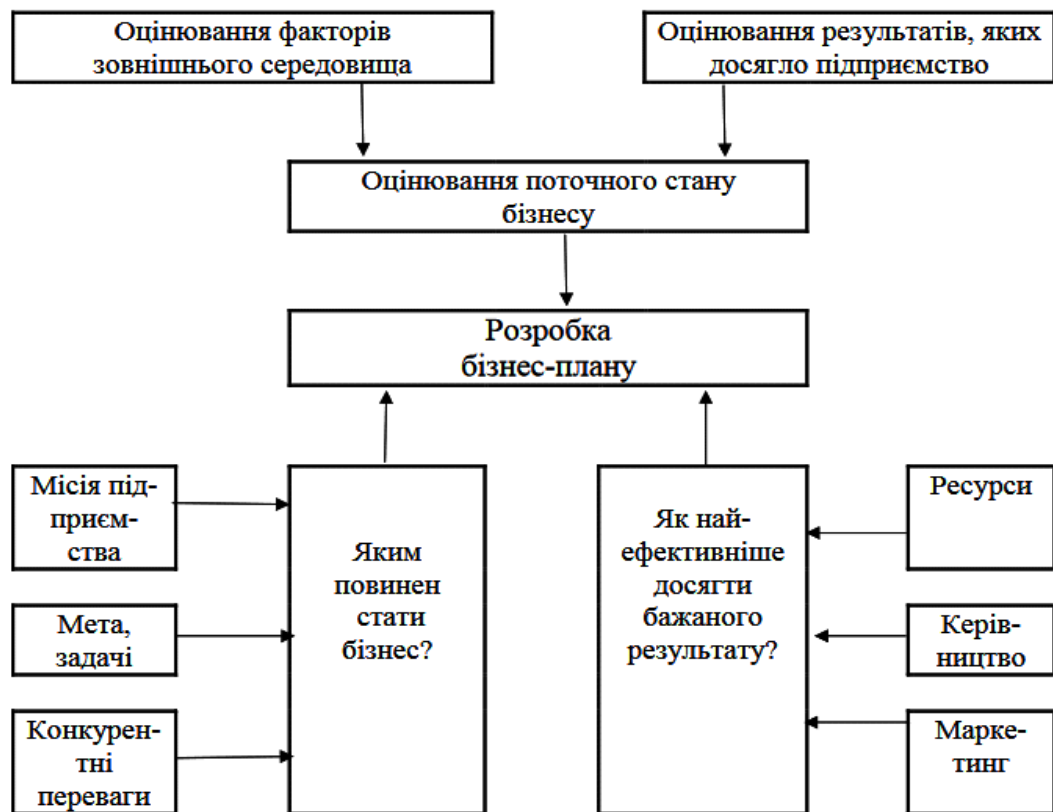 Оцінювання факторів
зовнішнього середовища
Оцінювання результатів, яких
досягло підприємство
Оцінювання поточного стану
бізнесу
Розробка
бізнес-плану
Місія під-
приєм-
ства
Мета,
задачі
Конкурен-
тні
переваги
Яким
повинен
стати
бізнес?
Як най-
ефективніше
досягти
бажаного
результату?
Ресурси
Керів-
ництво
Марке-
тинг